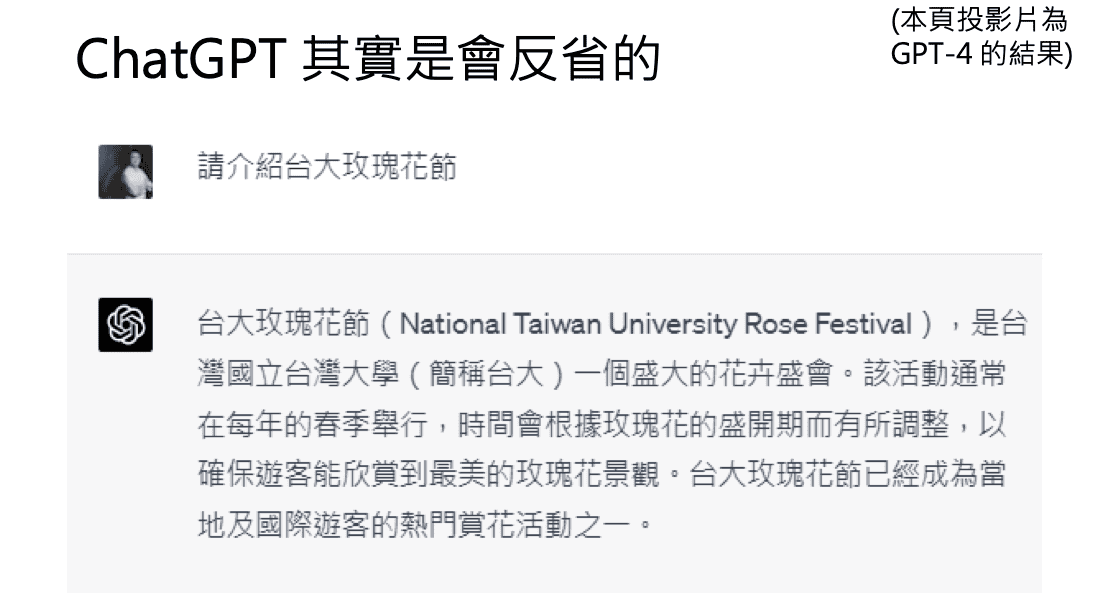 ChatGPT 其實是會反省的
(本頁投影片為
GPT-4 的結果)
請介紹台大玫瑰花節
台大玫瑰花節（National Taiwan University Rose Festival），是台
灣國立台灣大學（簡稱台大）一個盛大的花卉盛會。該活動通常
在每年的春季舉行，時間會根據玫瑰花的盛開期而有所調整，以
確保遊客能欣賞到最美的玫瑰花景觀。台大玫瑰花節已經成為當
地及國際遊客的熱門賞花活動之一。